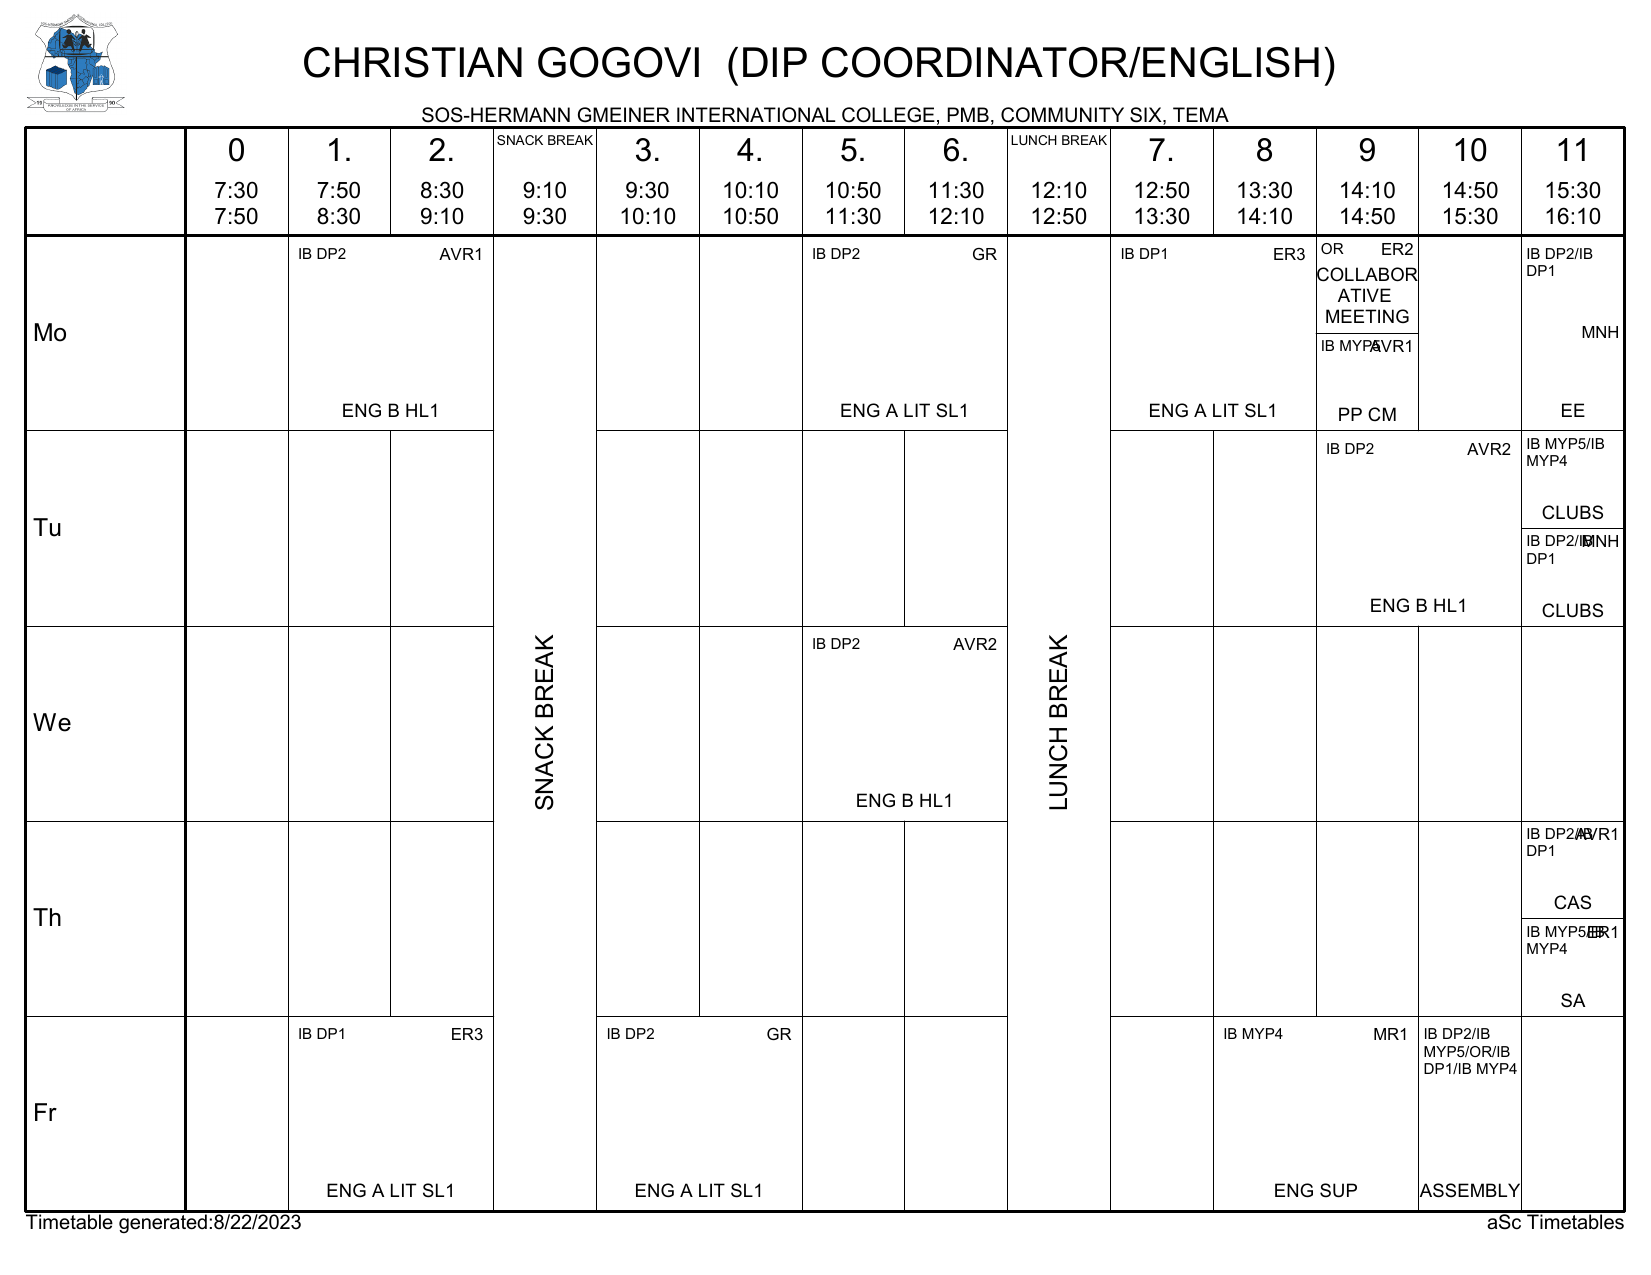 CHRISTIAN GOGOVI  (DIP COORDINATOR/ENGLISH)
SOS-HERMANN GMEINER INTERNATIONAL COLLEGE, PMB, COMMUNITY SIX, TEMA
0 1. 2. SNACK BREAK 3. 4. 5. 6. LUNCH BREAK 7. 8 9 10 11
7:30 7:50 8:30 9:10 9:30 10:10 10:50 11:30 12:10 12:50 13:30 14:10 14:50 15:30
7:50 8:30 9:10 9:30 10:10 10:50 11:30 12:10 12:50 13:30 14:10 14:50 15:30 16:10
Mo
IB DP2 AVR1
ENG B HL1
IB DP2 GR
ENG A LIT SL1
IB DP1 ER3
ENG A LIT SL1
OR ER2
COLLABOR
ATIVE
MEETING
IB MYP5 AVR1
PP CM
IB DP2/IB
DP1
MNH
EE
Tu
IB DP2 AVR2
ENG B HL1
IB MYP5/IB
MYP4
CLUBS
IB DP2/IB MNH
DP1
CLUBS
We
SNACK BREAK
IB DP2 AVR2
ENG B HL1
LUNCH BREAK
Th
IB DP2/IB AVR1
DP1
CAS
IB MYP5/IB ER1
MYP4
SA
Fr
IB DP1 ER3
ENG A LIT SL1
IB DP2 GR
ENG A LIT SL1
IB MYP4 MR1
ENG SUP
IB DP2/IB
MYP5/OR/IB
DP1/IB MYP4
ASSEMBLY
Timetable generated:8/22/2023
aSc Timetables